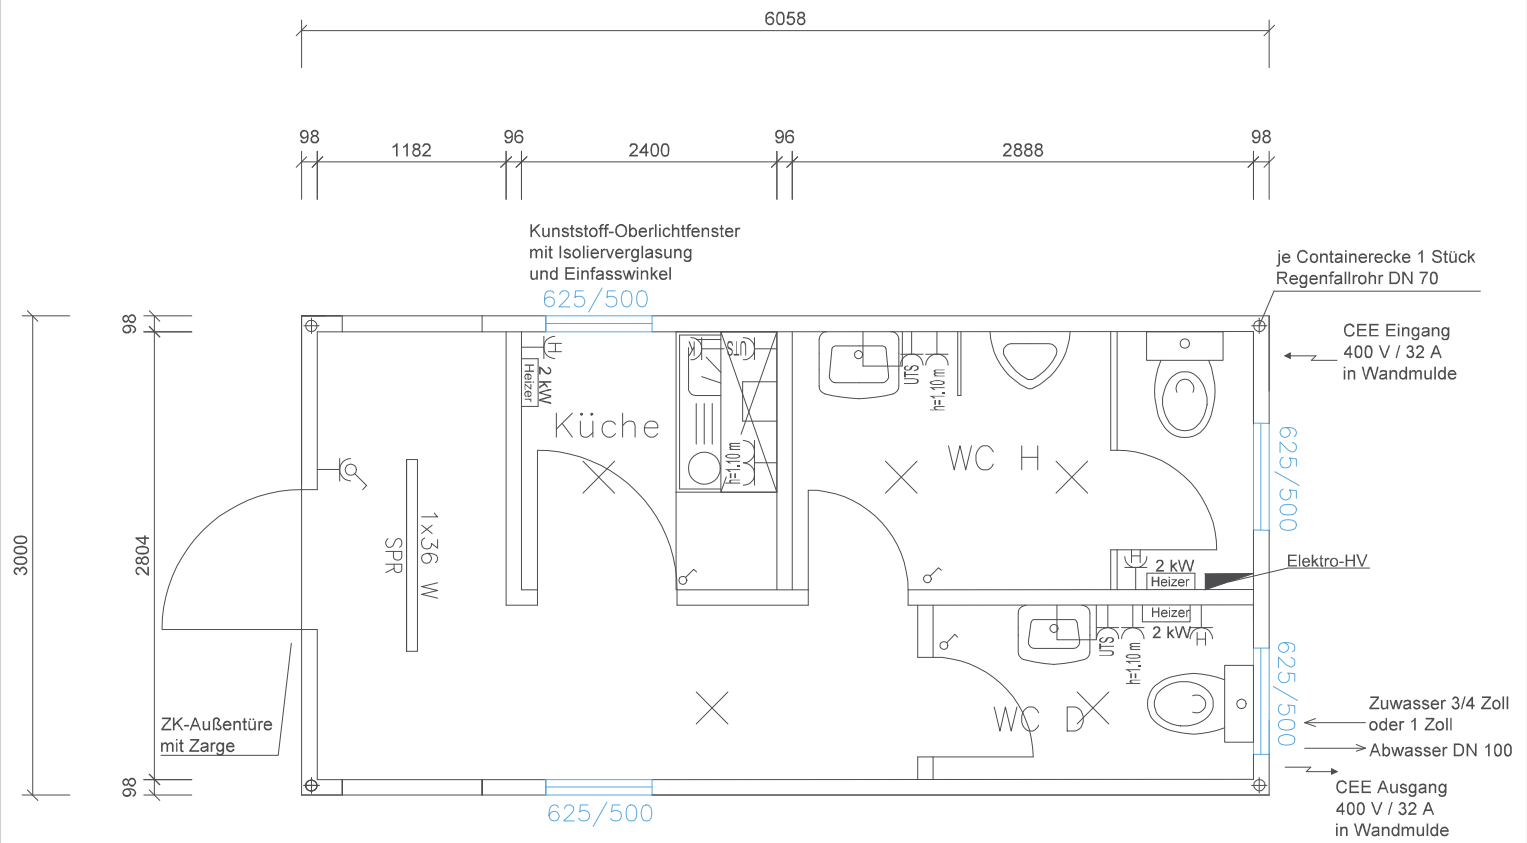 6058
98
1182
96
2400
96
2888
98
Kunststoff-Oberlichtfenster
mit Isolierverglasung
und Einfasswinkel
625/500
je Containerecke 1 Stück
Regenfallrohr DN 70
CEE Eingang
400 V / 32 A
in Wandmulde
98
3000
2804
98
H
2 kW
Heizer
Küche
K
UTS
h=1.10 m
UTS
h=1.10 m
WC H
625/500
1x36 W
SPR
H
2 kW
Heizer
Elektro-HV
Heizer
2 kW
H
UTS
h=1.10 m
WC D
625/500
ZK-Außentüre
mit Zarge
Zuwasser 3/4 Zoll
oder 1 Zoll
Abwasser DN 100
CEE Ausgang
400 V / 32 A
in Wandmulde
625/500